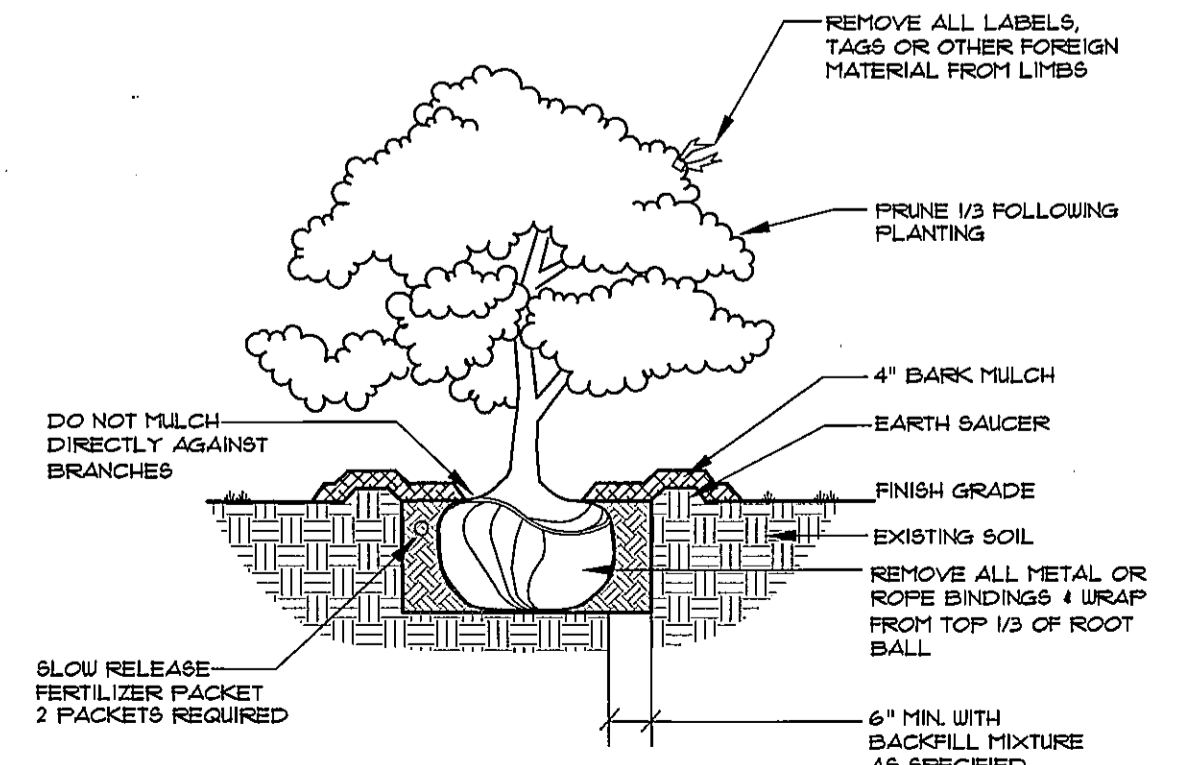 REMOVE ALL LABELS,
TAGS OR OTHER FOREIGN
MATERIAL FROM LIMBS
PRUNE 1/3 FOLLOWING
PLANTING
4" BARK MULCH
DO NOT MULCH
DIRECTLY AGAINST
BRANCHES
EARTH SAUCER
FINISH GRADE
EXISTING SOIL
REMOVE ALL METAL OR
ROPE BINDINGS & WRAP
FROM TOP 1/3 OF ROOT
BALL
SLOW RELEASE
FERTILIZER PACKET
2 PACKETS REQUIRED
6" MIN. WITH
BACKFILL MIXTURE
AS SPECIFIED